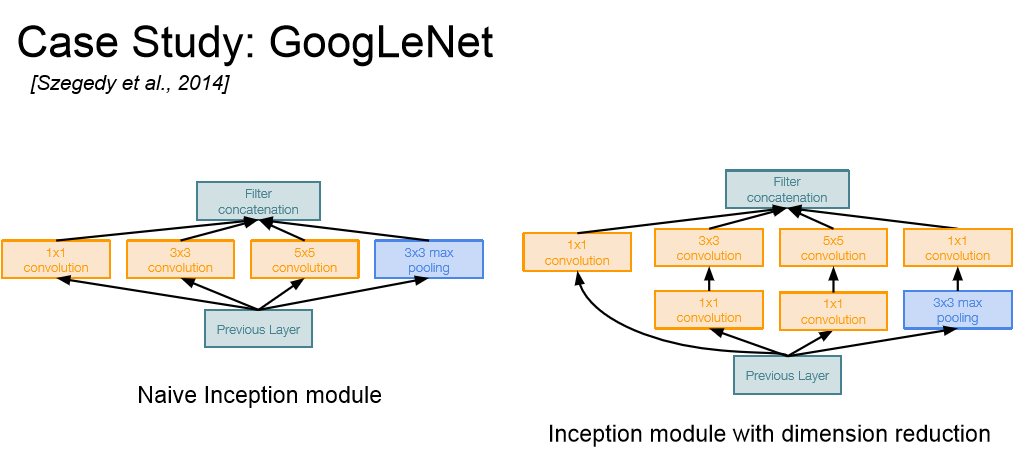 Case Study: GoogLeNet
[Szegedy et al., 2014]
Filter
concatenation
1x1
convolution
3x3
convolution
5x5
convolution
3x3 max
pooling
Previous Layer
Naive Inception module
Filter
concatenation
1x1
convolution
3x3
convolution
5x5
convolution
1x1
convolution
1x1
convolution
1x1
convolution
3x3 max
pooling
Previous Layer
Inception module with dimension reduction